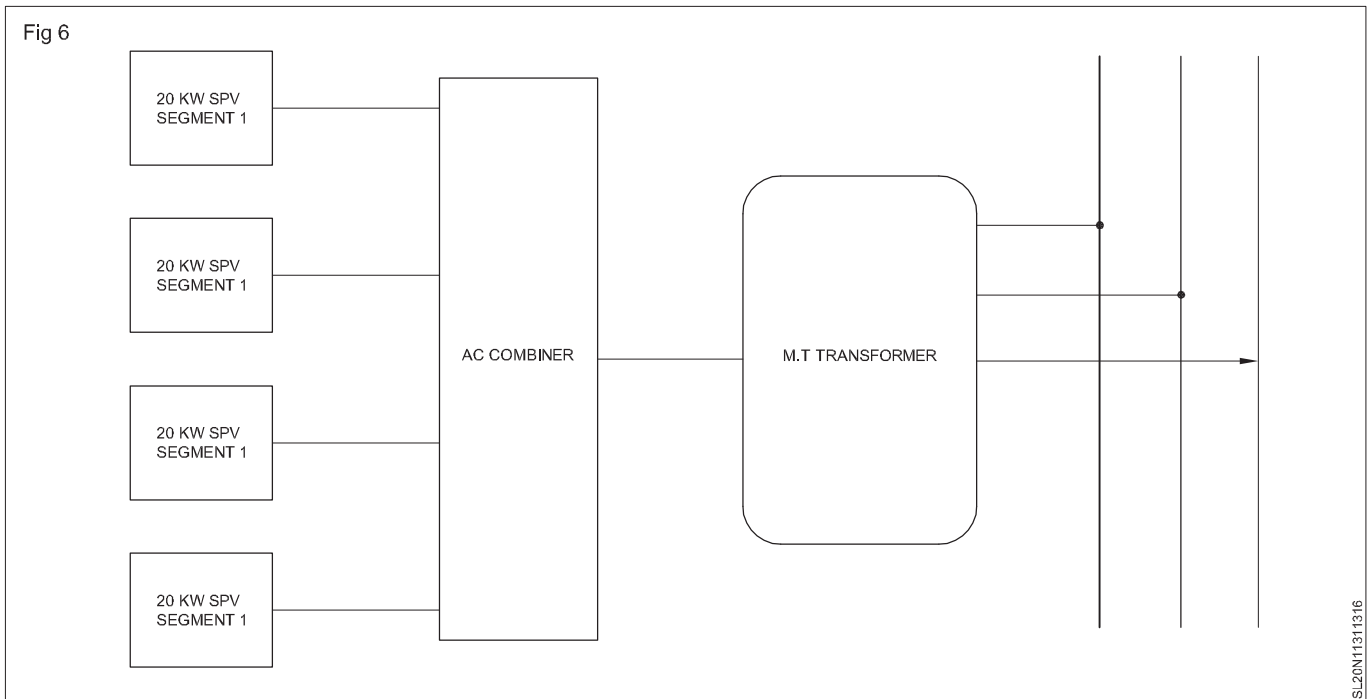 Fig 6
20 KW SPV
SEGMENT 1
20 KW SPV
SEGMENT 1
20 KW SPV
SEGMENT 1
20 KW SPV
SEGMENT 1
AC COMBINER
M.T TRANSFORMER
SL20N11311316